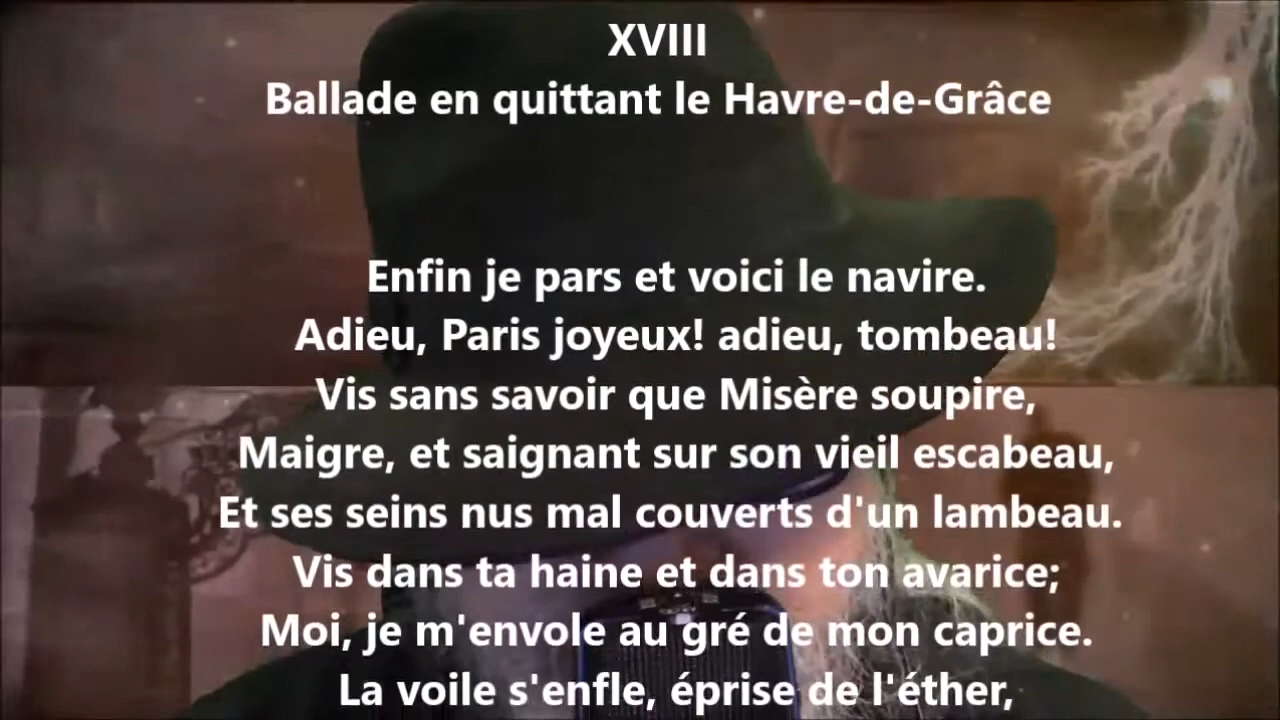 XVIII
Ballade en quittant le Havre-de-Grâce
Enfin je pars et voici le navire.
Adieu, Paris joyeux! adieu, tombeau!
Vis sans savoir que Misère soupire,
Maigre, et saignant sur son vieil escabeau,
Et ses seins nus mal couverts d'un lambeau.
Vis dans ta haine et dans ton avarice;
Moi, je m'envole au gré de mon caprice.
La voile s'enfle, éprise de l'éther,